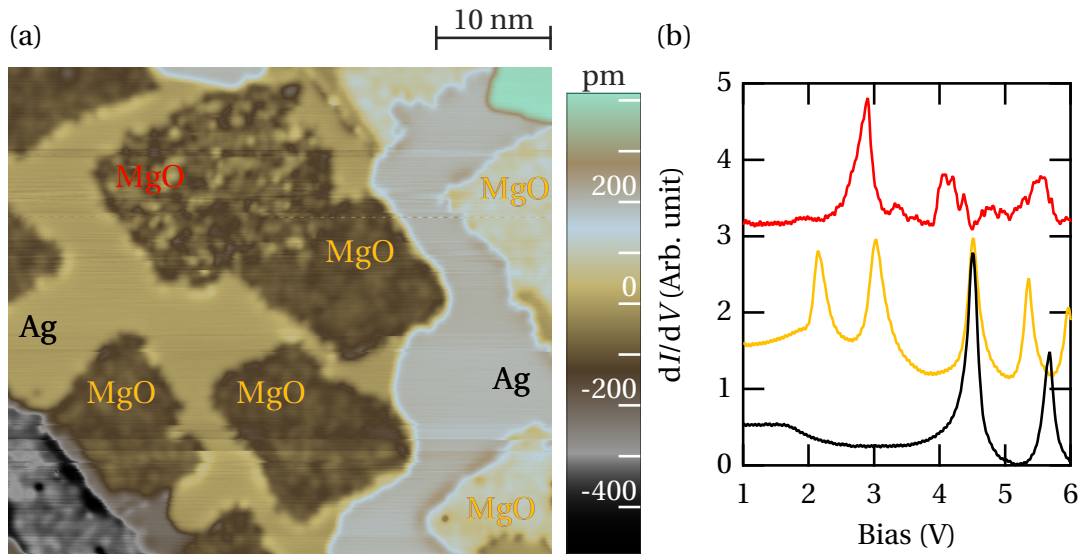 (a)
10 nm
(b)
pm
200
0
-200
-400
MgO
MgO
MgO
Ag
Ag
MgO
MgO
MgO
dI/dV (Arb. unit)
5
4
3
2
1
0
1 2 3 4 5 6
Bias (V)